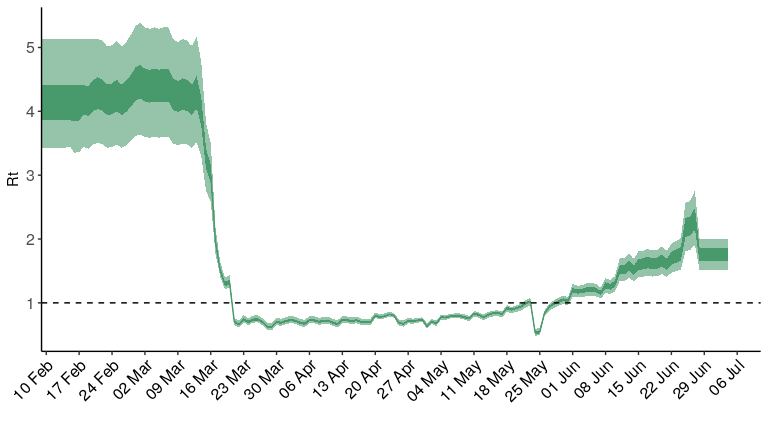 Rt
5
4
3
2
1
10 Feb
17 Feb
24 Feb
02 Mar
09 Mar
16 Mar
23 Mar
30 Mar
06 Apr
13 Apr
20 Apr
27 Apr
04 May
11 May
18 May
25 May
01 Jun
08 Jun
15 Jun
22 Jun
29 Jun
06 Jul